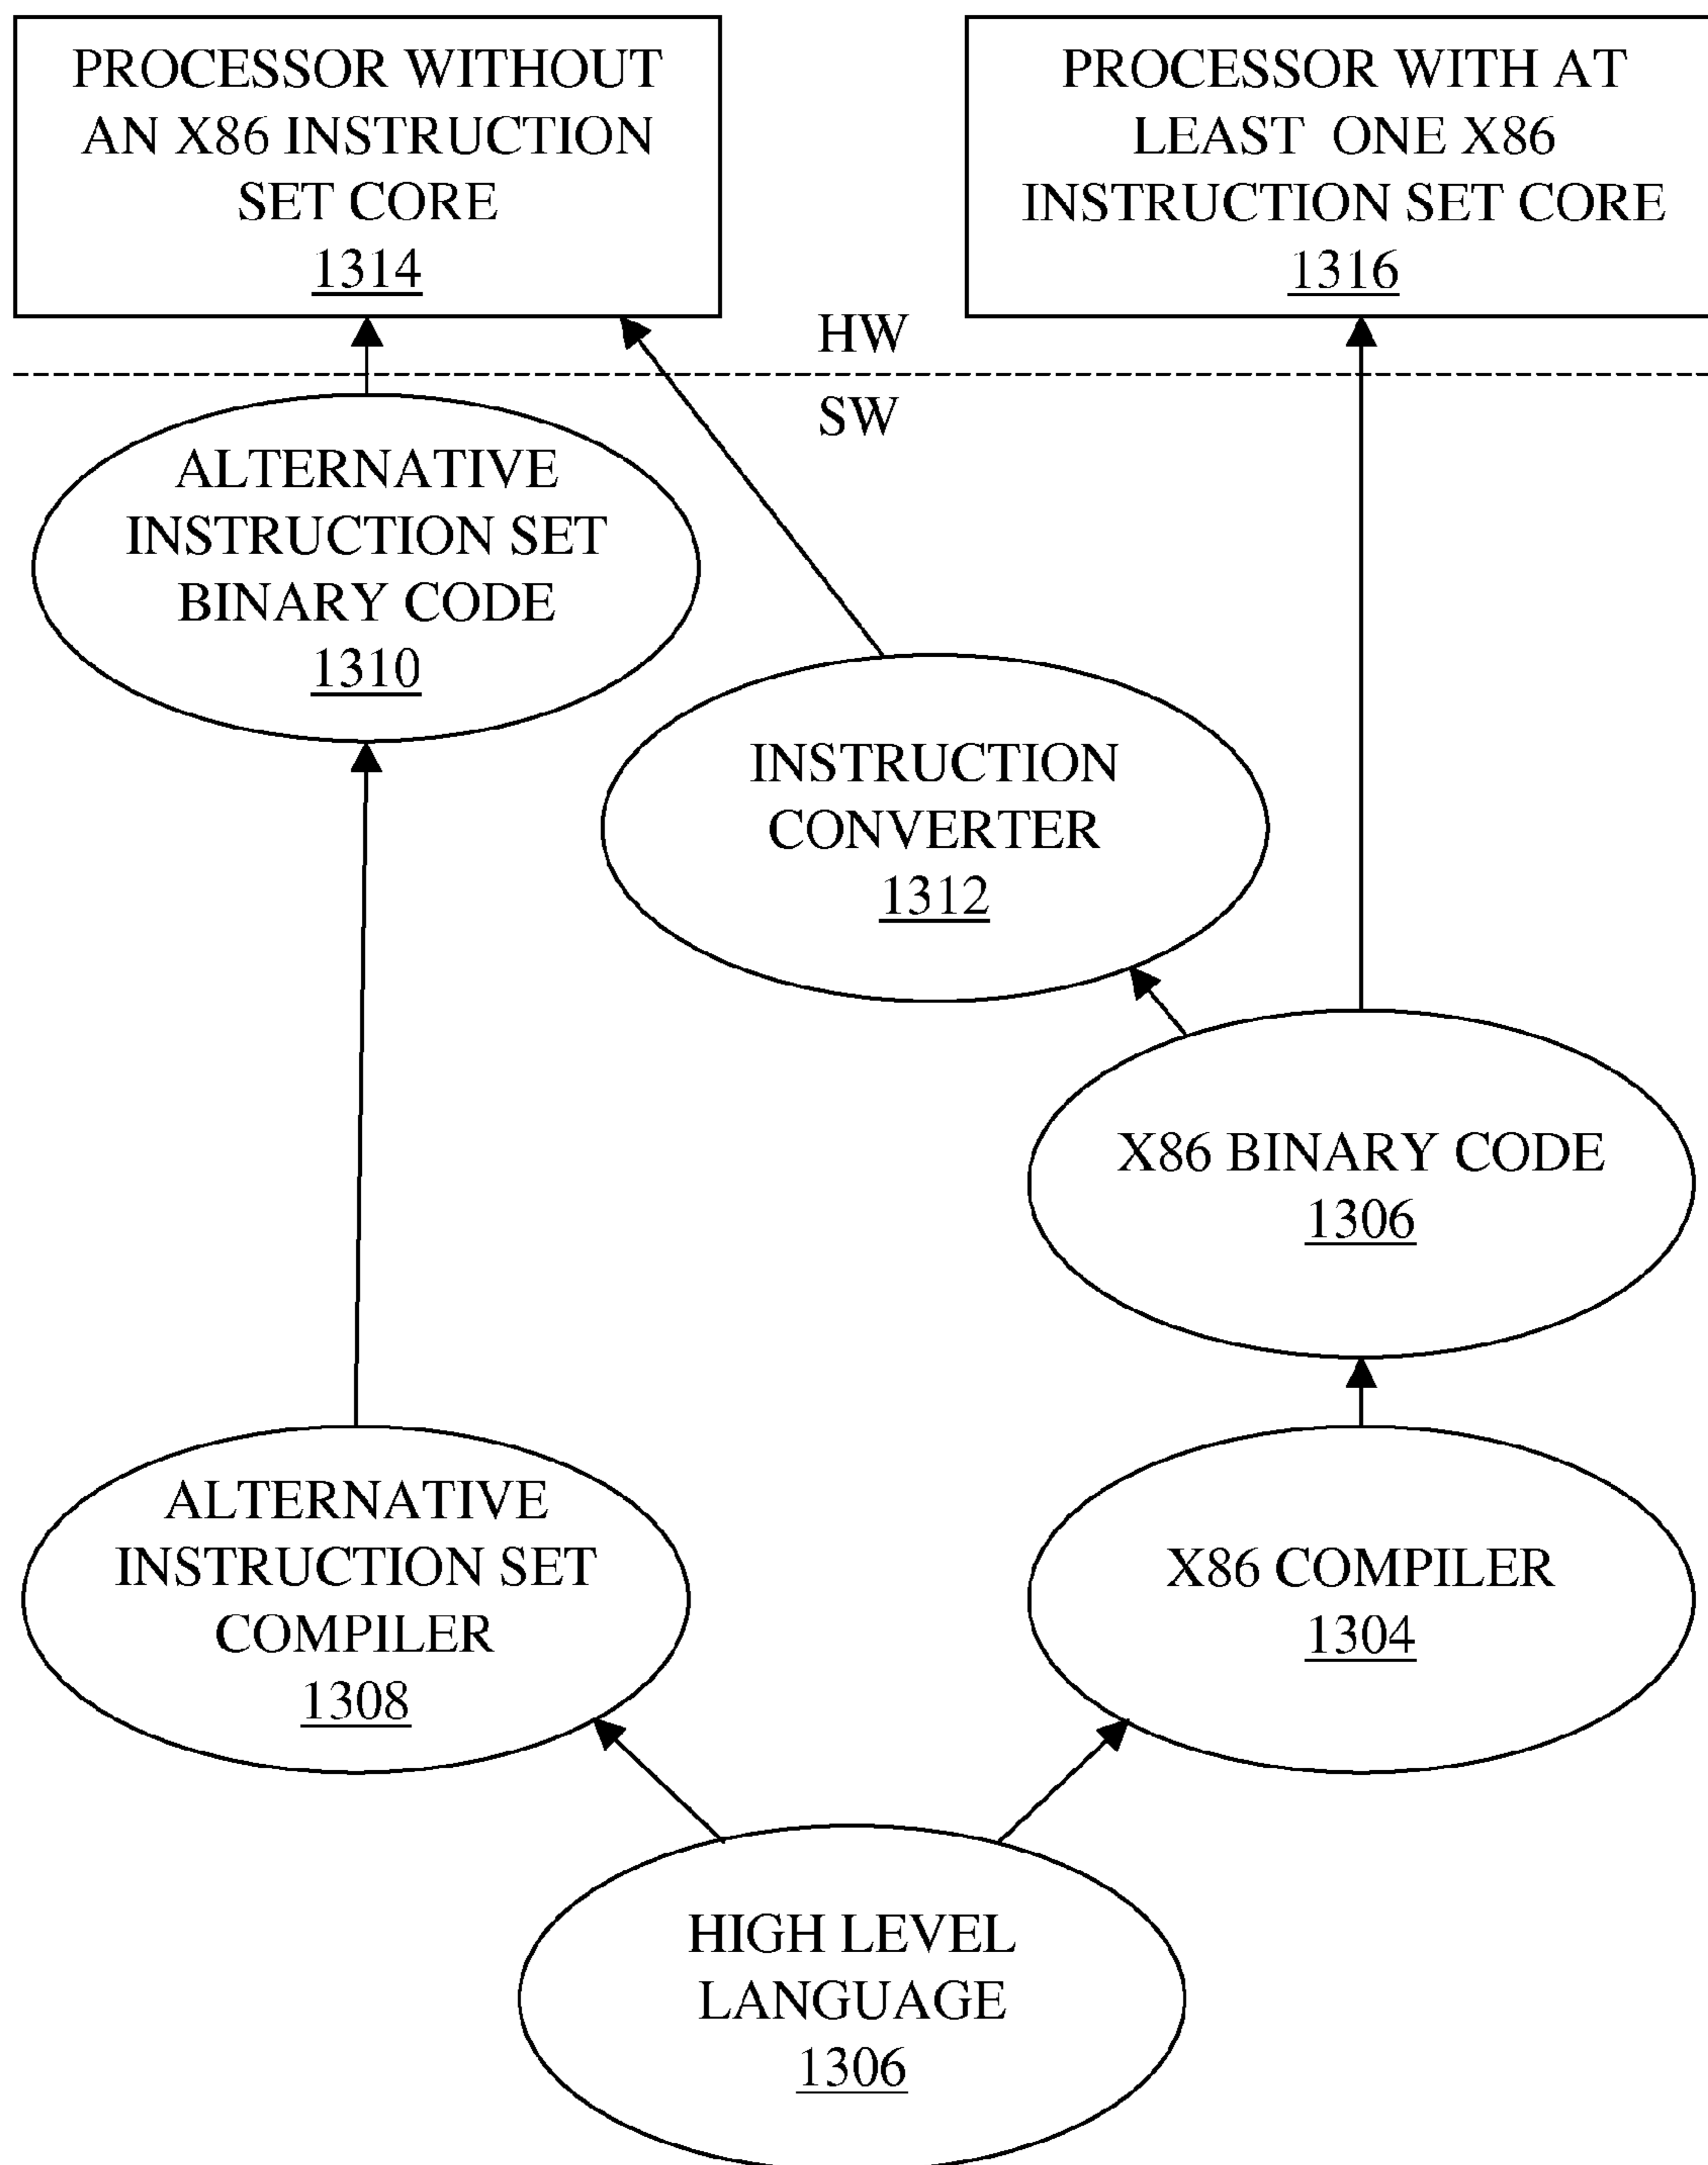 PROCESSOR WITHOUT
AN X86 INSTRUCTION
SET CORE
1314
PROCESSOR WITH AT
LEAST ONE X86
INSTRUCTION SET CORE
1316
HW
SW
ALTERNATIVE
INSTRUCTION SET
BINARY CODE
1310
INSTRUCTION
CONVERTER
1312
X86 BINARY CODE
1306
ALTERNATIVE
INSTRUCTION SET
COMPILER
1308
X86 COMPILER
1304
HIGH LEVEL
LANGUAGE
1306